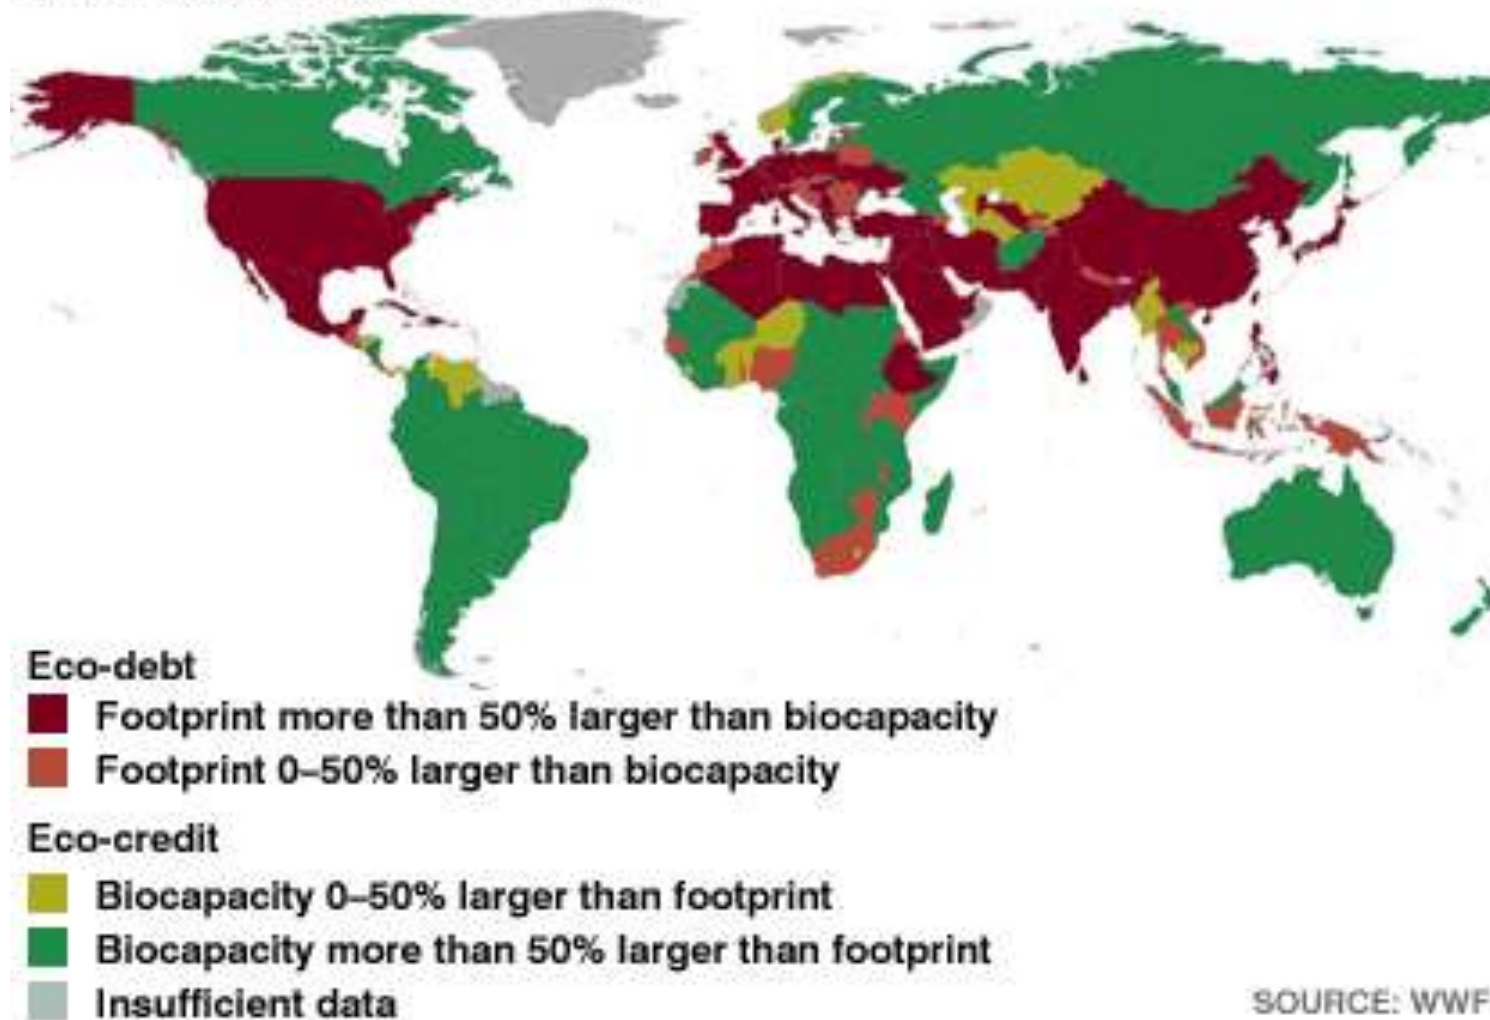 Eco-debt
Footprint more than 50% larger than biocapacity
Footprint 0–50% larger than biocapacity
Eco-credit
Biocapacity 0–50% larger than footprint
Biocapacity more than 50% larger than footprint
Insufficient data
SOURCE: WWF